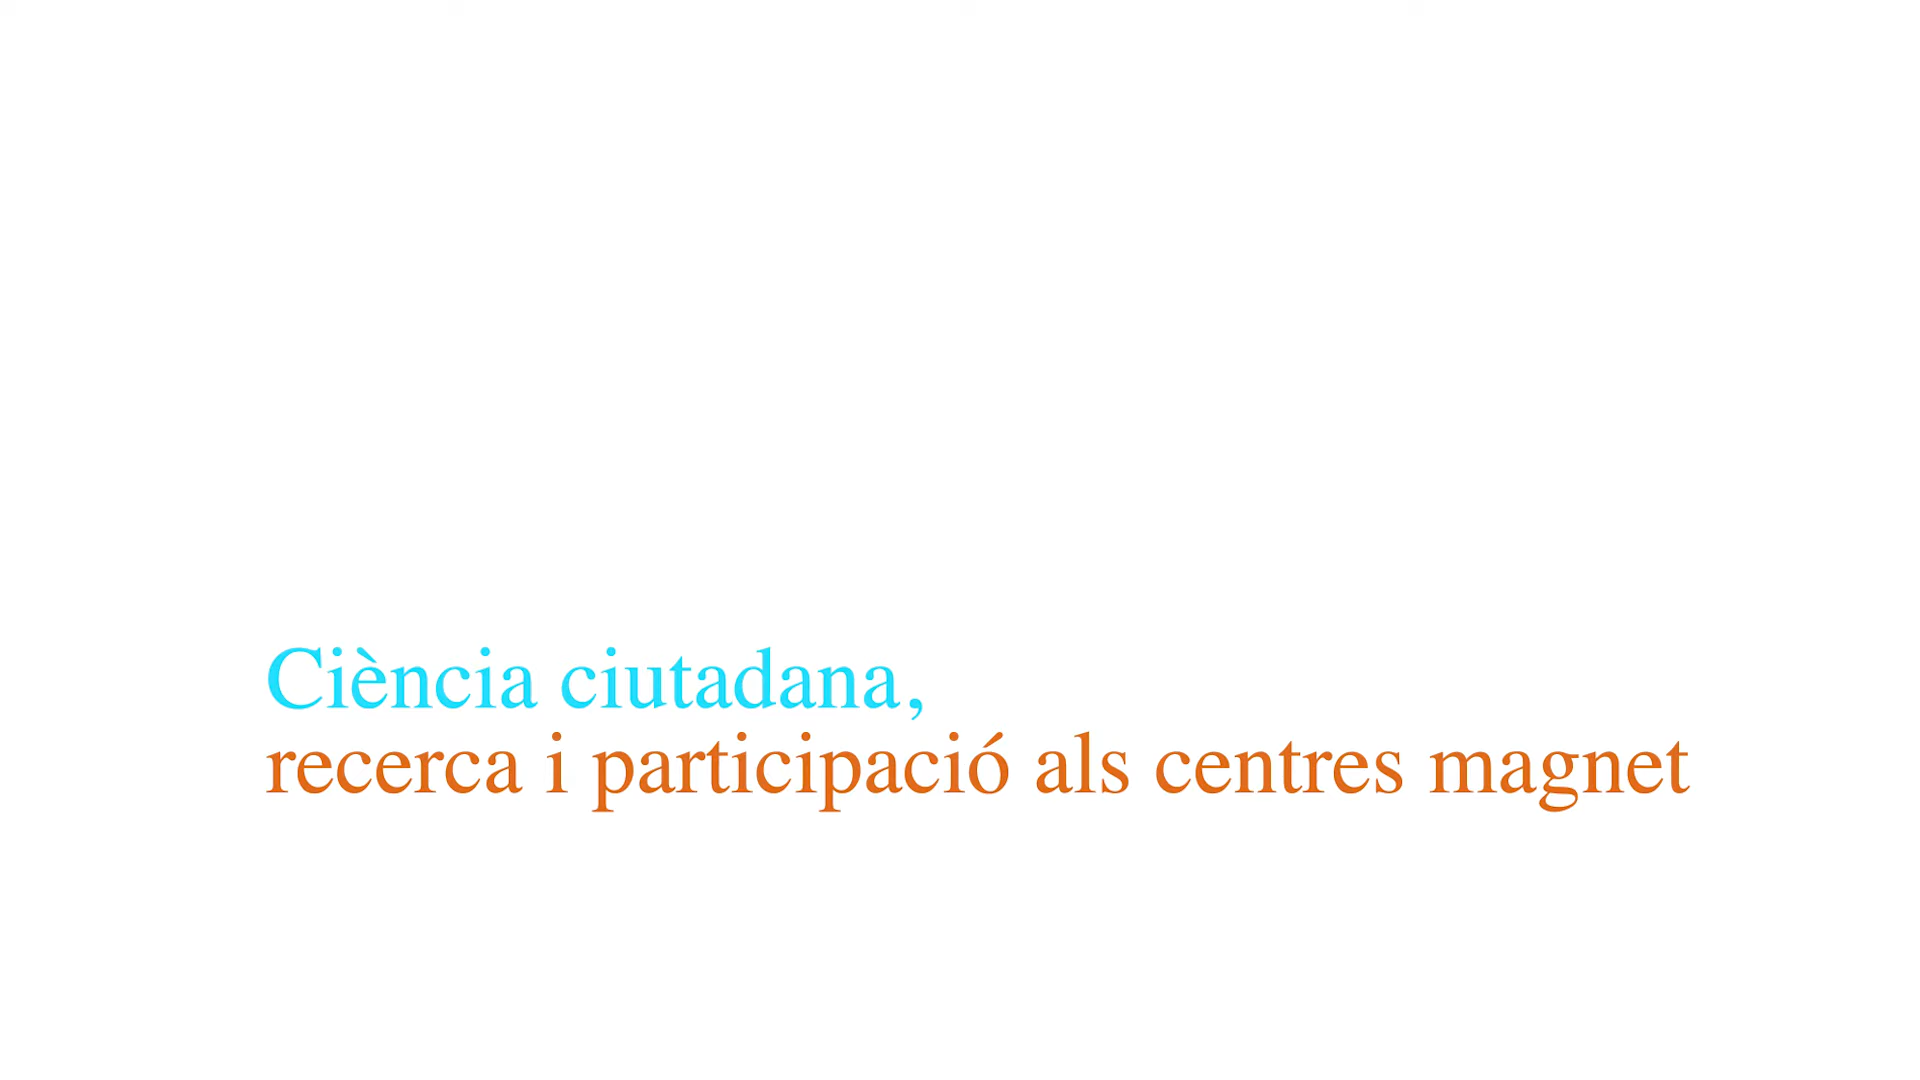 Ciència ciutadana,
recerca i participació als centres magnet